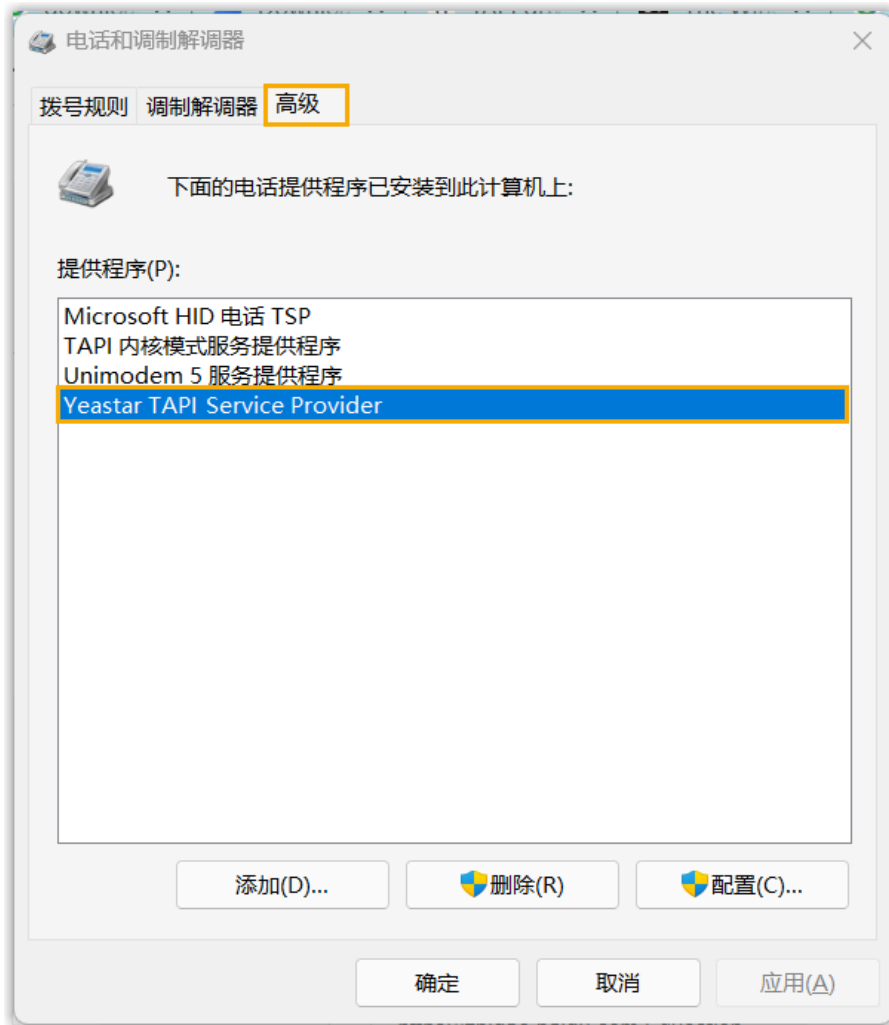 电话和调制解调器
拨号规则 调制解调器 高级
下面的电话提供程序已安装到此计算机上:
提供程序(P):
Microsoft HID 电话 TSP
TAPI 内核模式服务提供程序
Unimodem 5 服务提供程序
Yeastar TAPI Service Provider
添加(D)... 删除(R) 配置(C)...
确定 取消 应用(A)